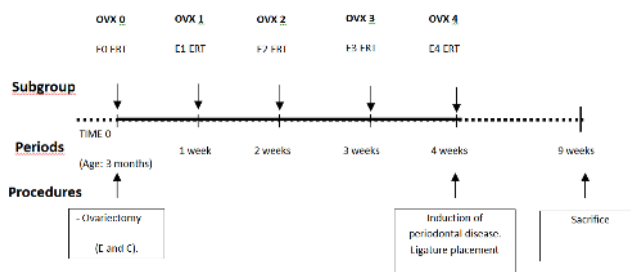 OVX 0 OVX 1 OVX 2 OVX 3 OVX 4
E0 ERT E1 ERT E2 ERT E3 ERT E4 ERT
Subgroup
TIME 0
Periods 1 week 2 weeks 3 weeks 4 weeks 9 weeks
(Age: 3 months)
Procedures
- Ovariectomy
(E and C).
Induction of
periodontal disease.
Ligature placement
Sacrifice